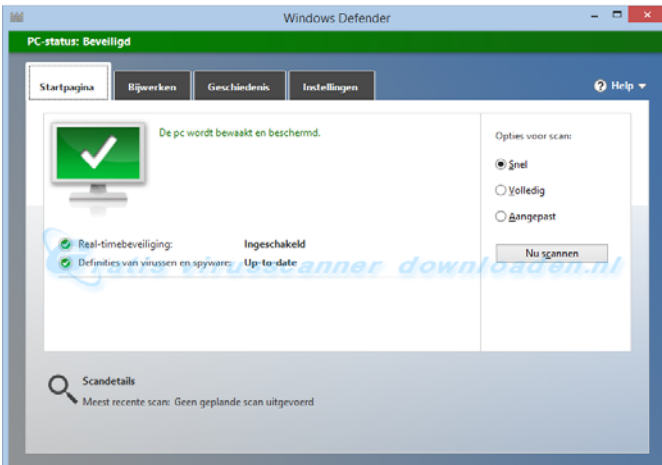 Windows Defender
PC-status: Beveiligd
Startpagina
Bijwerken
Geschiedenis
Instellingen
Help
De pc wordt bewaakt en beschermd.
Real-timebeveiliging: Ingeschakeld
Definities van virussen en spyware: Up-to-date
Opties voor scan:
Snel
Volledig
Aangepast
Nu scannen
Gratis virusscanner downloaden.nl
Scandetails
Meest recente scan: Geen geplande scan uitgevoerd